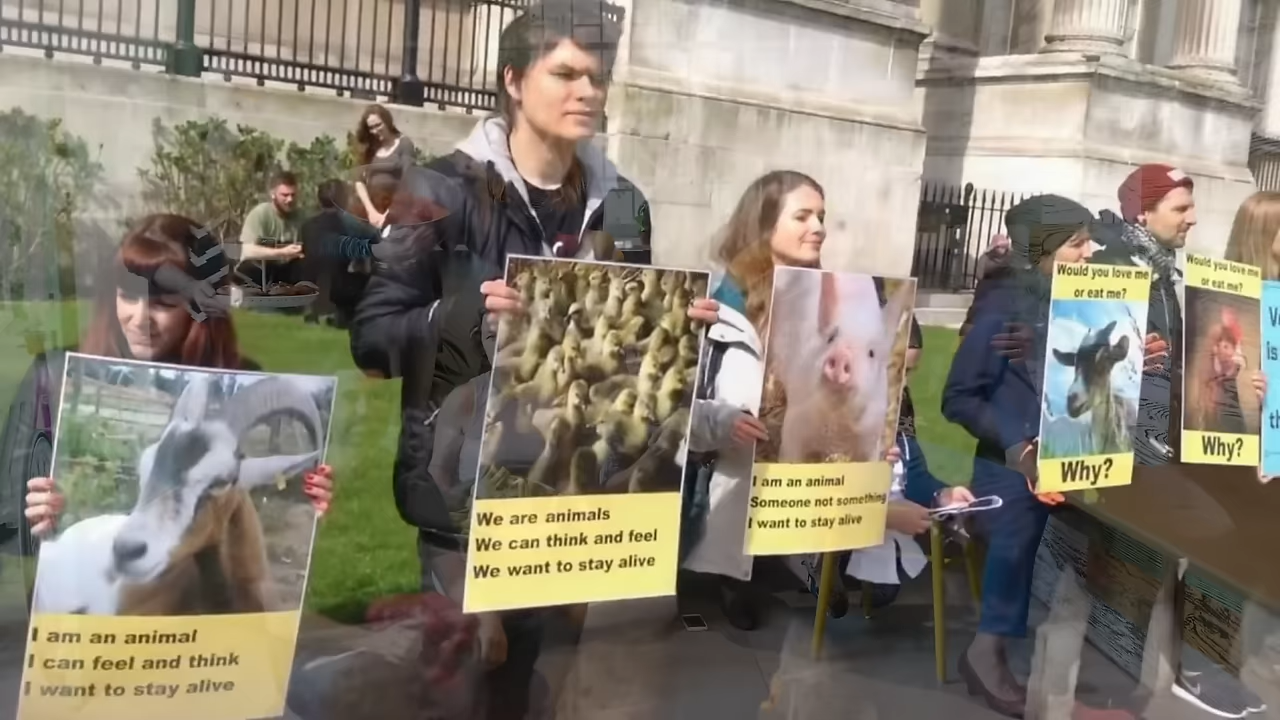 I am an animal
I can feel and think
I want to stay alive
We are animals
We can think and feel
We want to stay alive
I am an animal
Someone not something
I want to stay alive
Would you love me
or eat me?
Why?
Would you love me
or eat me?
Why?
is